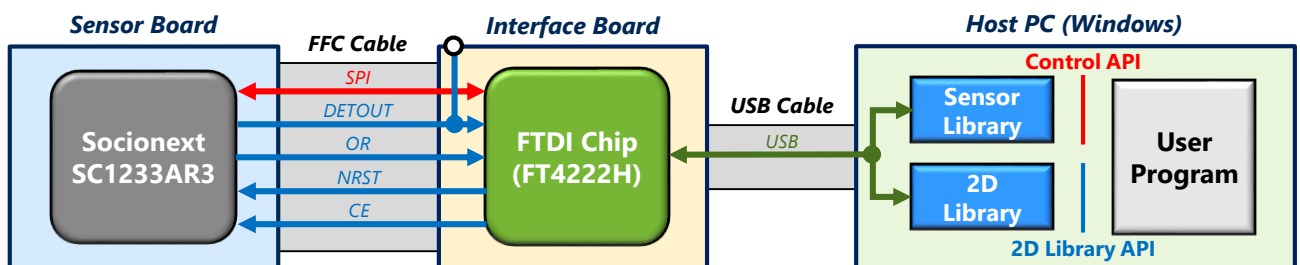 Sensor Board
FFC Cable
Interface Board
Host PC (Windows)
SPI
DETOUT
OR
NRST
CE
Socionext
SC1233AR3
FTDI Chip
(FT4222H)
USB Cable
USB
Control API
Sensor
Library
2D
Library
User
Program
2D Library API